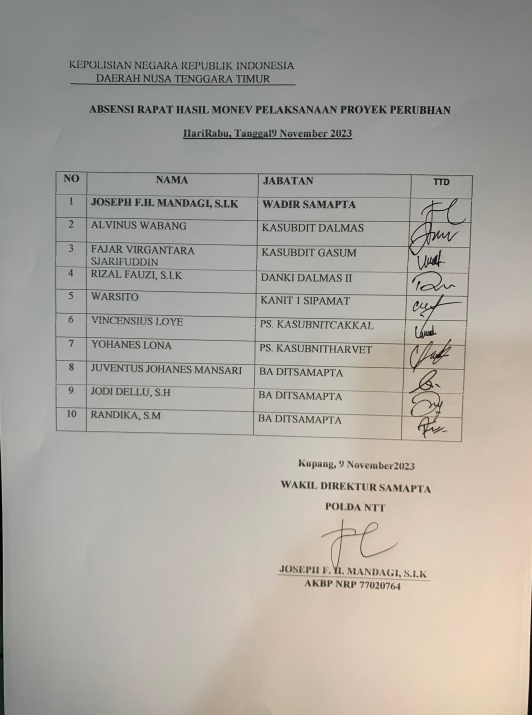 KEPOLISIAN NEGARA REPUBLIK INDONESIA
DAERAH NUSA TENGGARA TIMUR
ABSENSI RAPAT HASIL MONEV PELAKSANAAN PROYEK PERUBHAN
HariRabu, Tanggal9 November 2023
NO NAMA JABATAN TTD
1 JOSEPH F.H. MANDAGI, S.I.K WADIR SAMAPTA
2 ALVINUS WABANG KASUBDIT DALMAS
3 FAJAR VIRGANTARA SJARIFUDDIN KASUBDIT GASUM
4 RIZAL FAUZI, S.I.K DANKI DALMAS II
5 WARSITO KANIT 1 SIPAMAT
6 VINCENSIUS LOYE PS. KASUBNITCAKKAL
7 YOHANES LONA PS. KASUBNITHARVET
8 JUVENTUS JOHANES MANSARI BA DITSAMAPTA
9 JODI DELLU, S.H BA DITSAMAPTA
10 RANDIKA, S.M BA DITSAMAPTA
Kupang, 9 November2023
WAKIL DIREKTUR SAMAPTA
POLDA NTT
JOSEPH F. H. MANDAGI, S.I.K
AKBP NRP 77020764